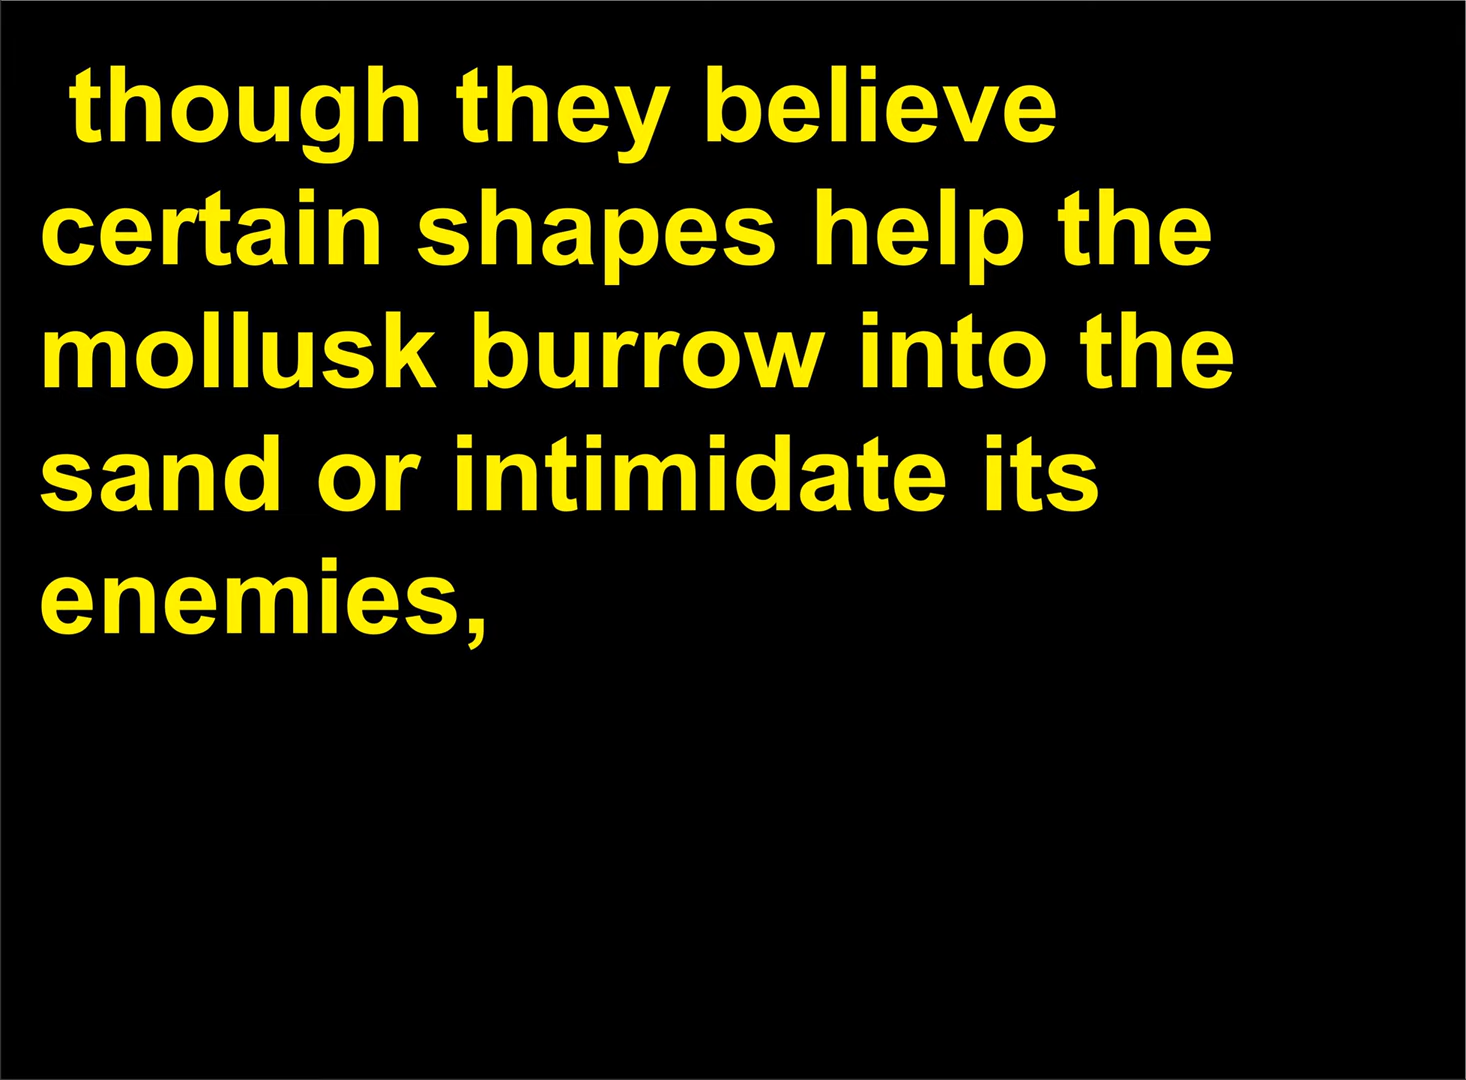 though they believe
certain shapes help the
mollusk burrow into the
sand or intimidate its
enemies,